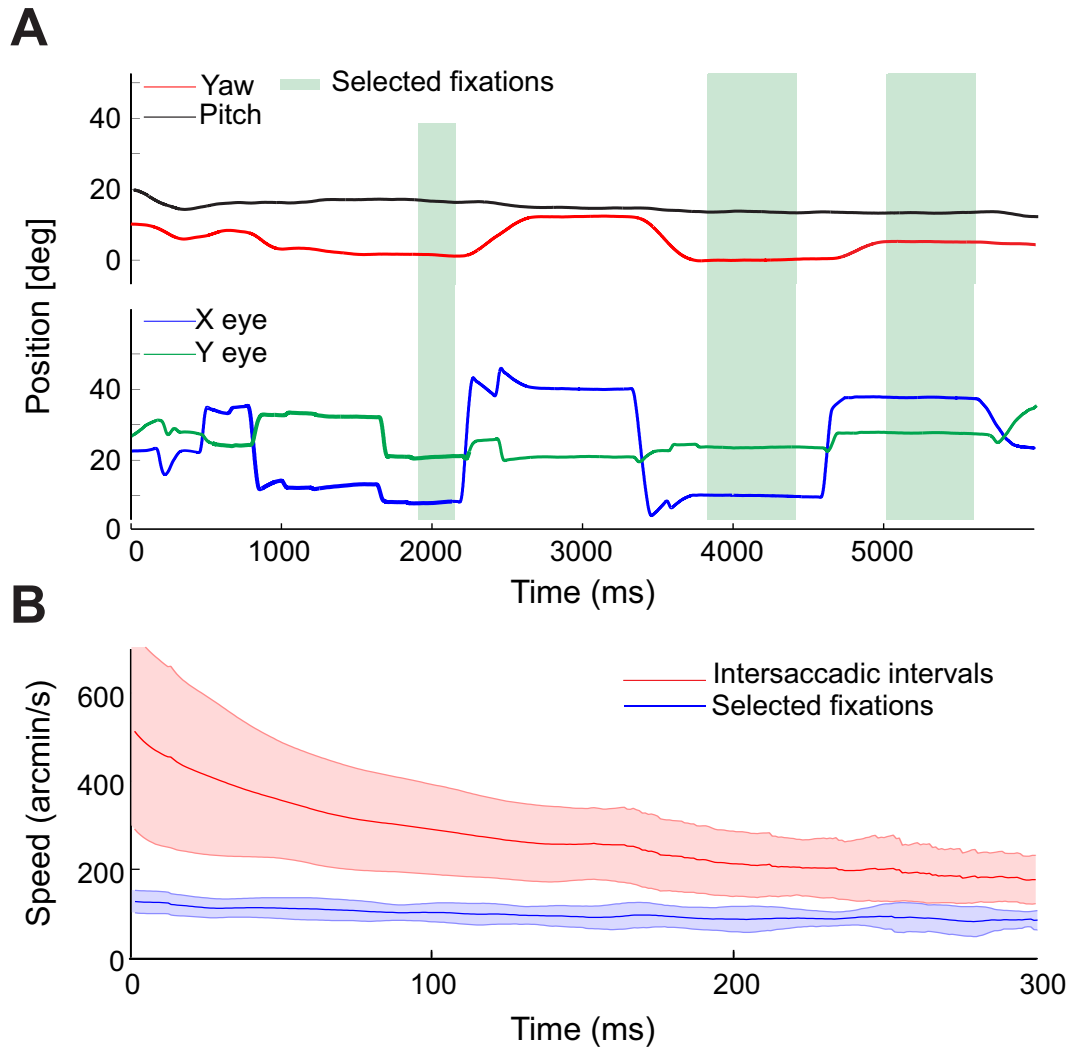 A
Yaw
Selected fixations
Pitch
40
20
0
Position [deg]
X eye
Y eye
40
20
0
0 1000 2000 3000 4000 5000
Time (ms)
B
Intersaccadic intervals
Selected fixations
600
400
200
0
Speed (arcmin/s)
0 100 200 300
Time (ms)